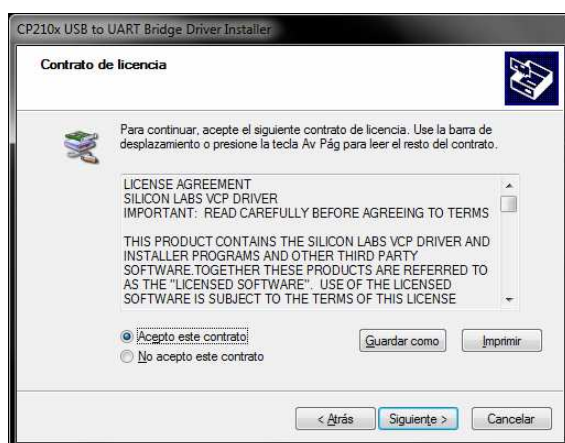 CP210x USB to UART Bridge Driver Installer
Contrato de licencia
Para continuar, acepte el siguiente contrato de licencia. Use la barra de
desplazamiento o presione la tecla Av Pág para leer el resto del contrato.
LICENSE AGREEMENT
SILICON LABS VCP DRIVER
IMPORTANT: READ CAREFULLY BEFORE AGREEING TO TERMS
THIS PRODUCT CONTAINS THE SILICON LABS VCP DRIVER AND
INSTALLER PROGRAMS AND OTHER THIRD PARTY
SOFTWARE.TOGETHER THESE PRODUCTS ARE REFERRED TO
AS THE "LICENSED SOFTWARE". USE OF THE LICENSED
SOFTWARE IS SUBJECT TO THE TERMS OF THIS LICENSE
Acepto este contrato
Guardar como
Imprimir
No acepto este contrato
< Atrás
Siguiente >
Cancelar